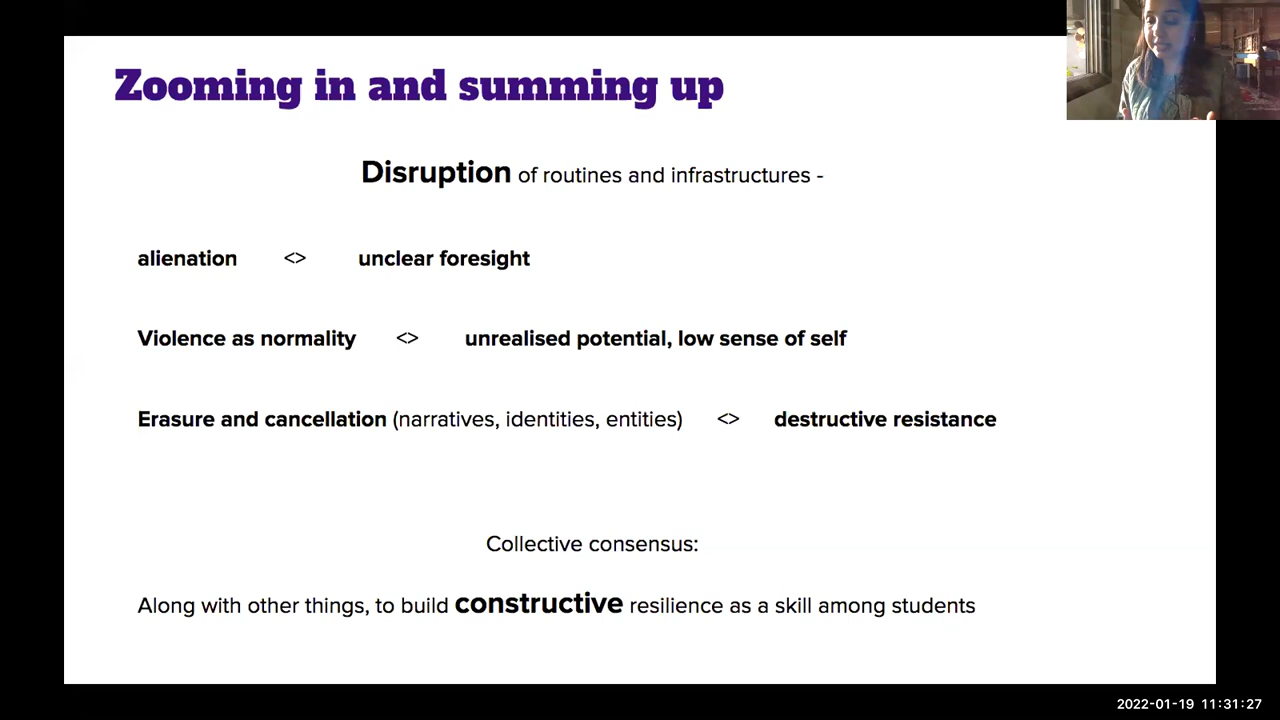 Zooming in and summing up
Disruption of routines and infrastructures -
alienation <> unclear foresight
Violence as normality <> unrealised potential, low sense of self
Erasure and cancellation (narratives, identities, entities) <> destructive resistance
Collective consensus:
Along with other things, to build constructive resilience as a skill among students
2022-01-19 11:31:27